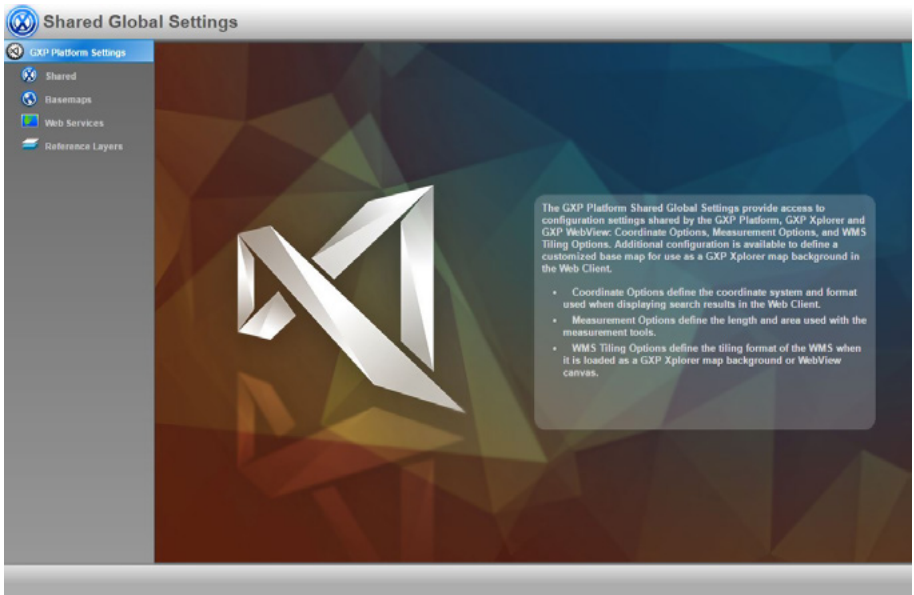 Shared Global Settings
GXP Platform Settings
Shared
Basemaps
Web Services
Reference Layers
The GXP Platform Shared Global Settings provide access to
configuration settings shared by the GXP Platform, GXP Xplorer and
GXP WebView: Coordinate Options, Measurement Options, and WMS
Tiling Options. Additional configuration is available to define a
customized base map for use as a GXP Xplorer map background in
the Web Client.
• Coordinate Options define the coordinate system and format
used when displaying search results in the Web Client.
• Measurement Options define the length and area used with the
measurement tools.
• WMS Tiling Options define the tiling format of the WMS when
it is loaded as a GXP Xplorer map background or WebView
canvas.